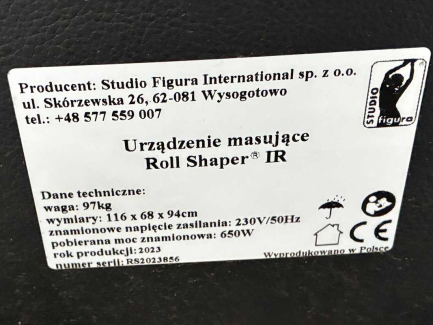 Producent: Studio Figura International sp. z o.o.
ul. Skórzewska 26, 62-081 Wysogotowo
tel.: +48 577 559 007
STUDIO
figura
Urządzenie masujące
Roll Shaper® IR
Dane techniczne:
waga: 97kg
wymiary: 116 x 68 x 94cm
znamionowe napięcie zasilania: 230V/50Hz
pobierana moc znamionowa: 650W
rok produkcji: 2023
numer serii: RS2023856
CE
Wyprodukowano w Polsce